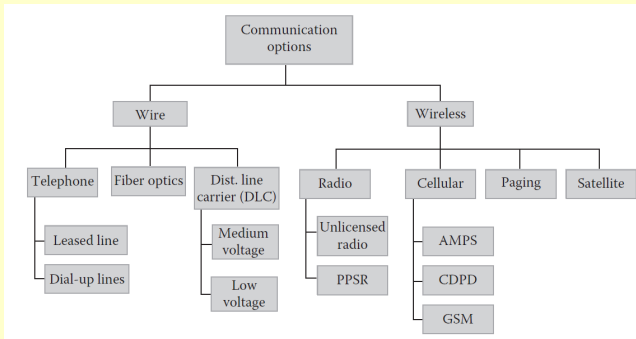 Communication
options
Wire
Wireless
Telephone
Fiber optics
Dist. line
carrier (DLC)
Radio
Cellular
Paging
Satellite
Leased line
Dial-up lines
Medium
voltage
Low
voltage
Unlicensed
radio
PPSR
AMPS
CDPD
GSM